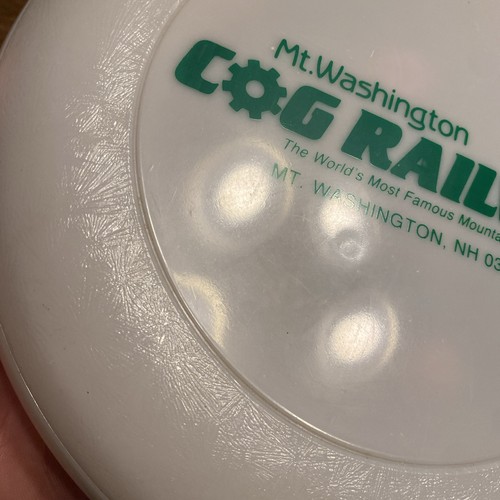 Mt. Washington
COG RAIL
The World's Most Famous Mounta
MT. WASHINGTON, NH 03